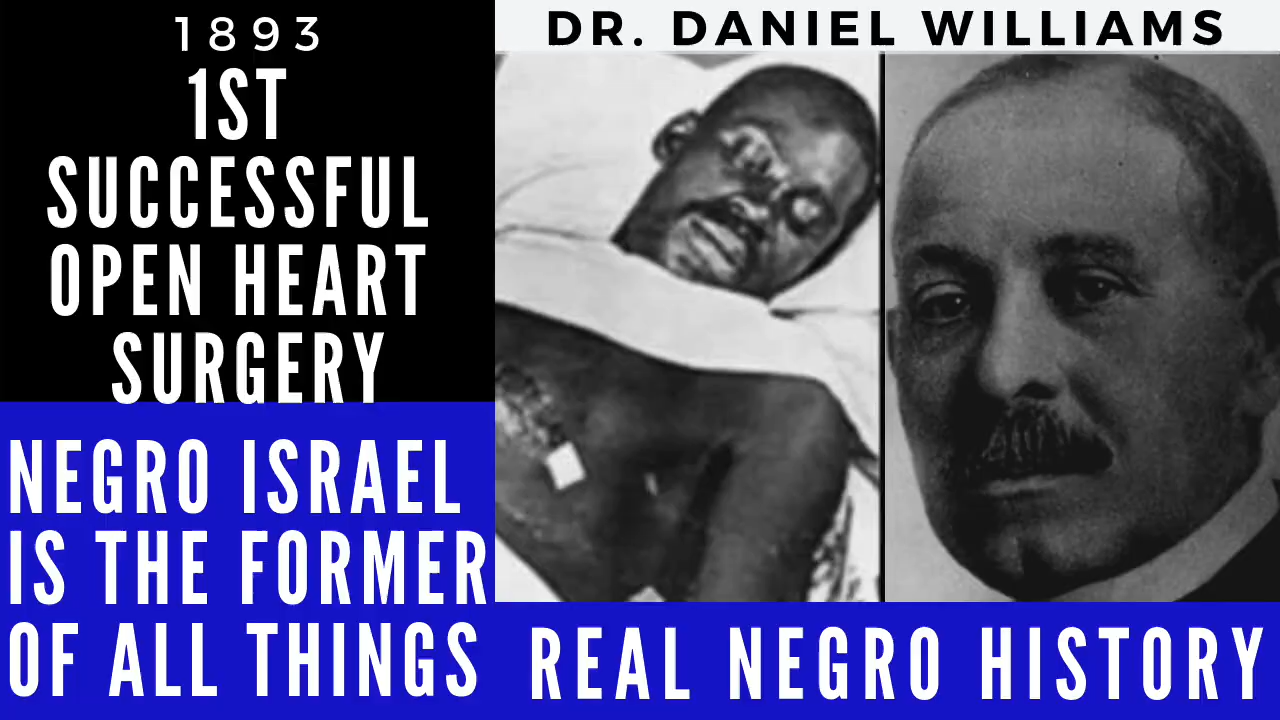 1893
1ST
SUCCESSFUL
OPEN HEART
SURGERY
NEGRO ISRAEL
IS THE FORMER
OF ALL THINGS
DR. DANIEL WILLIAMS
REAL NEGRO HISTORY